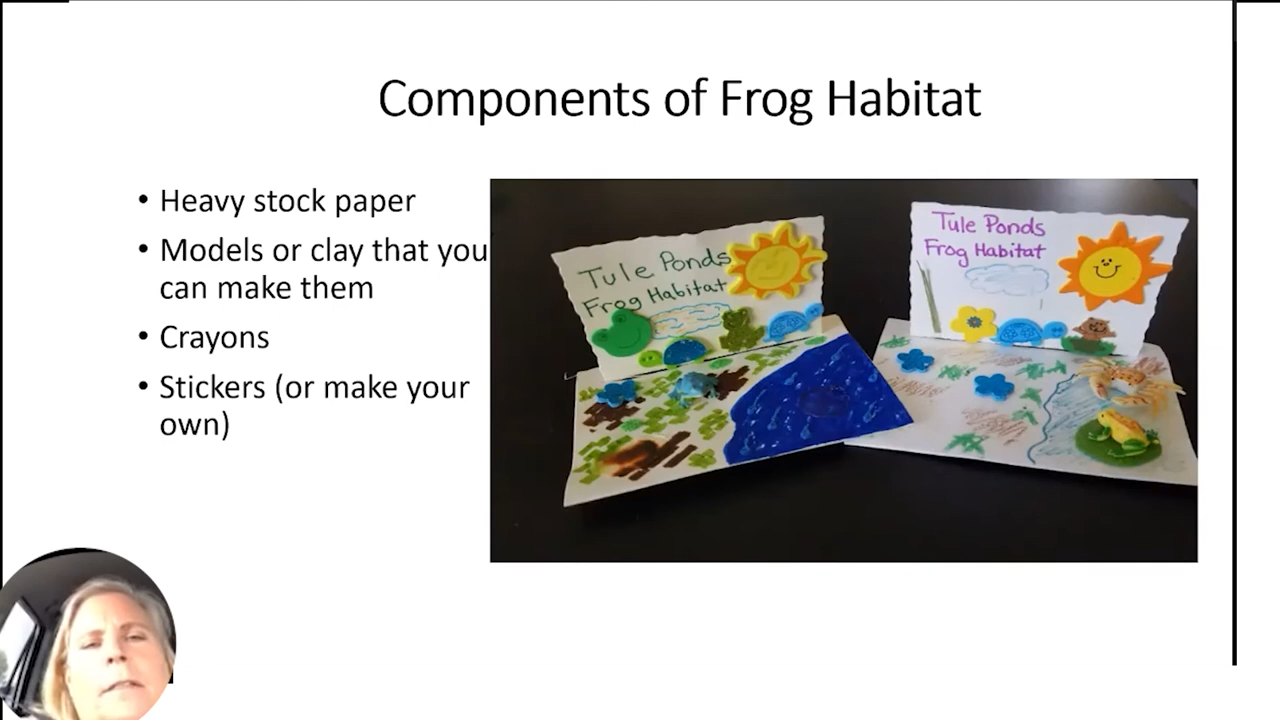 Components of Frog Habitat
• Heavy stock paper
• Models or clay that you
can make them
• Crayons
• Stickers (or make your
own)
Tule Ponds
Frog Habitat
Tule Ponds
Frog Habitat